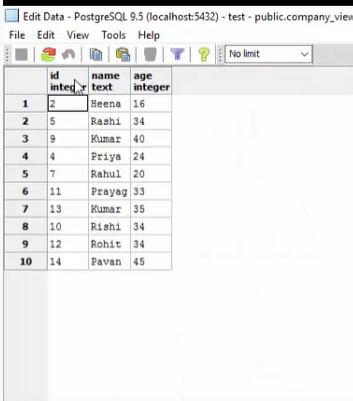 Edit Data - PostgreSQL 9.5 (localhost:5432) - test - public.company_view
File Edit View Tools Help
No limit
id name age
integer text integer
1 2 Heena 16
2 5 Rashi 34
3 9 Kumar 40
4 4 Priya 24
5 7 Rahul 20
6 11 Prayag 33
7 13 Kumar 35
8 10 Rishi 34
9 12 Rohit 34
10 14 Pavan 45